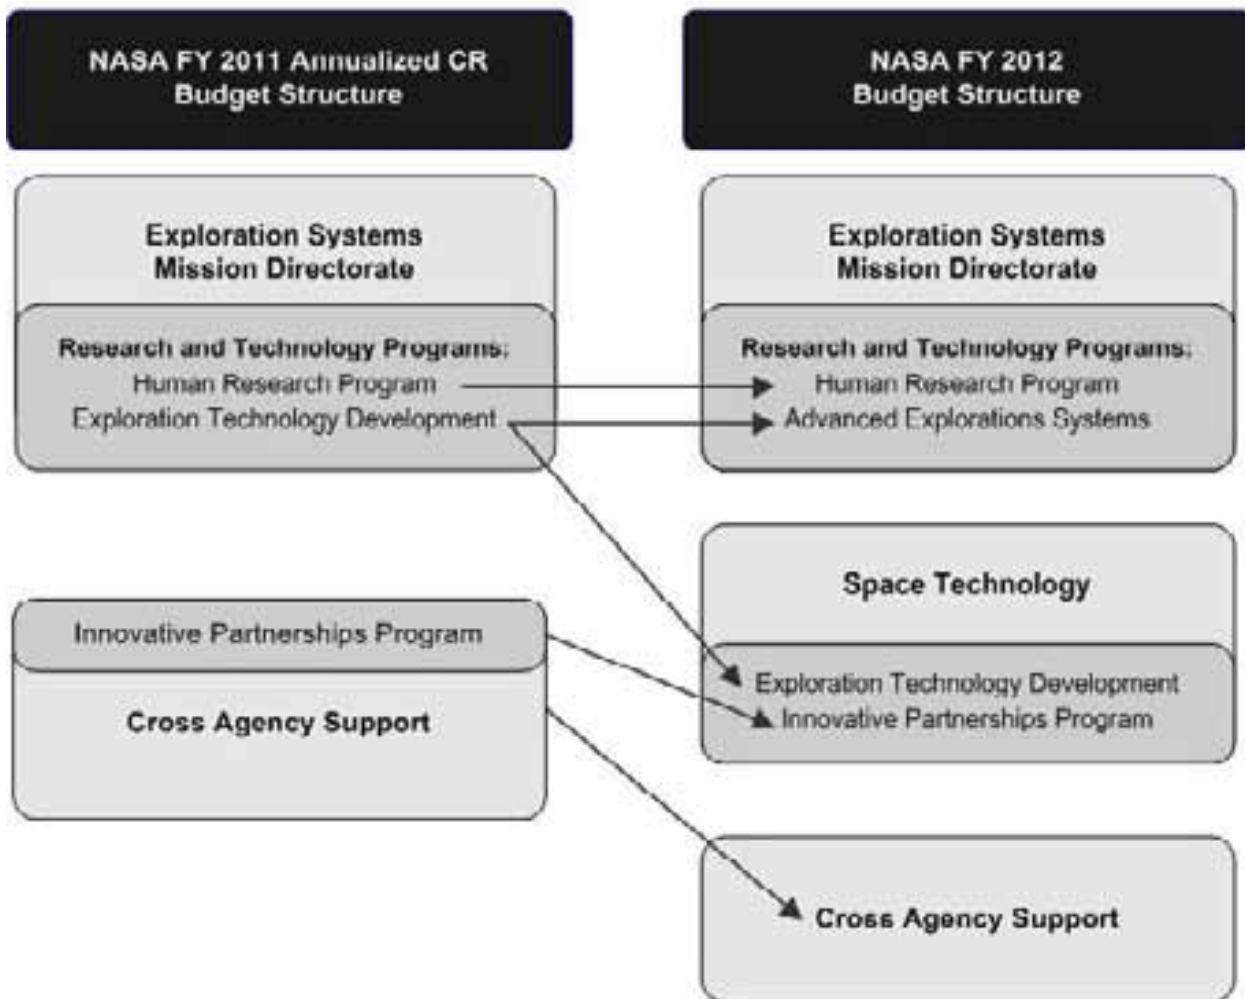 NASA FY 2011 Annualized CR
Budget Structure
Exploration Systems
Mission Directorate
Research and Technology Programs:
Human Research Program
Exploration Technology Development
Innovative Partnerships Program
Cross Agency Support
NASA FY 2012
Budget Structure
Exploration Systems
Mission Directorate
Research and Technology Programs:
Human Research Program
Advanced Explorations Systems
Space Technology
Exploration Technology Development
Innovative Partnerships Program
Cross Agency Support